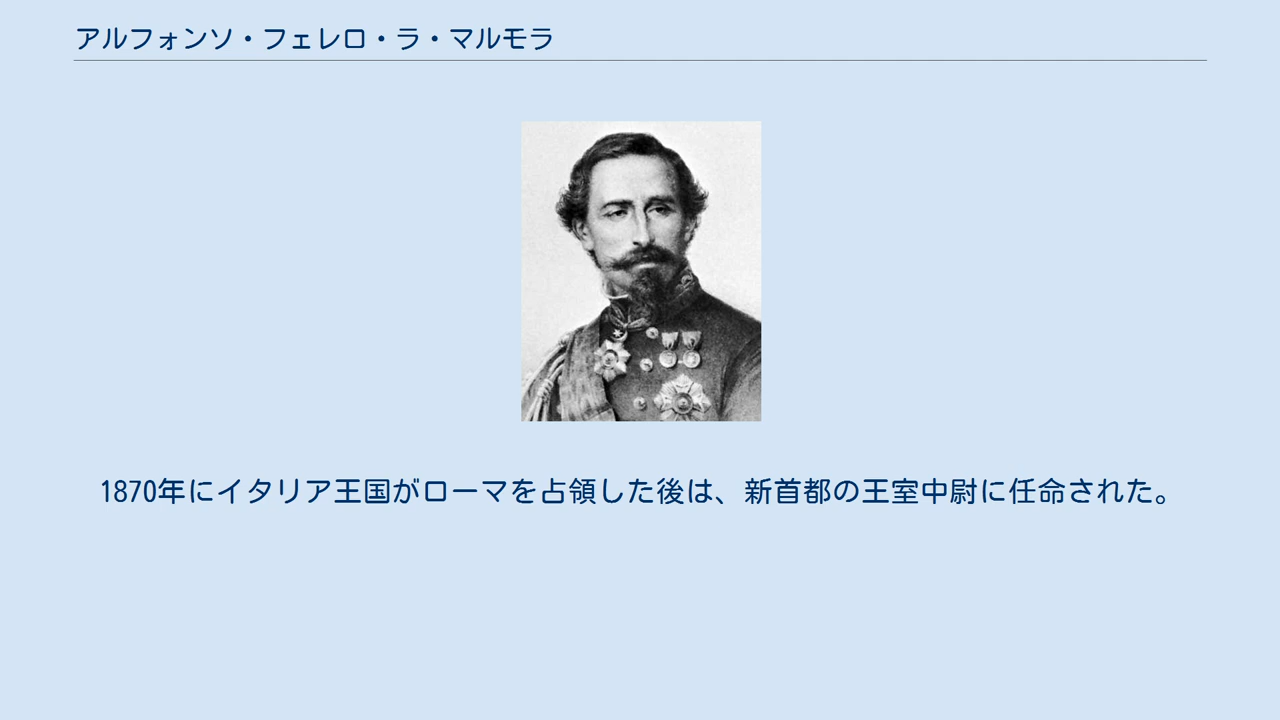 アルフォンソ・フェレロ・ラ・マルモラ
1870年にイタリア王国がローマを占領した後は、新首都の王室中尉に任命された。